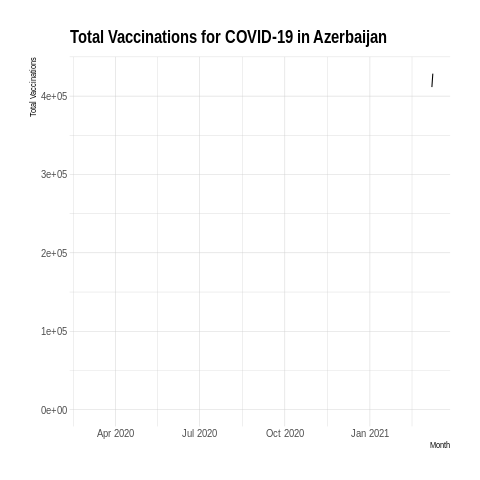 Total Vaccinations for COVID-19 in Azerbaijan
Total Vaccinations
4e+05
3e+05
2e+05
1e+05
0e+00
Apr 2020
Jul 2020
Oct 2020
Jan 2021
Month